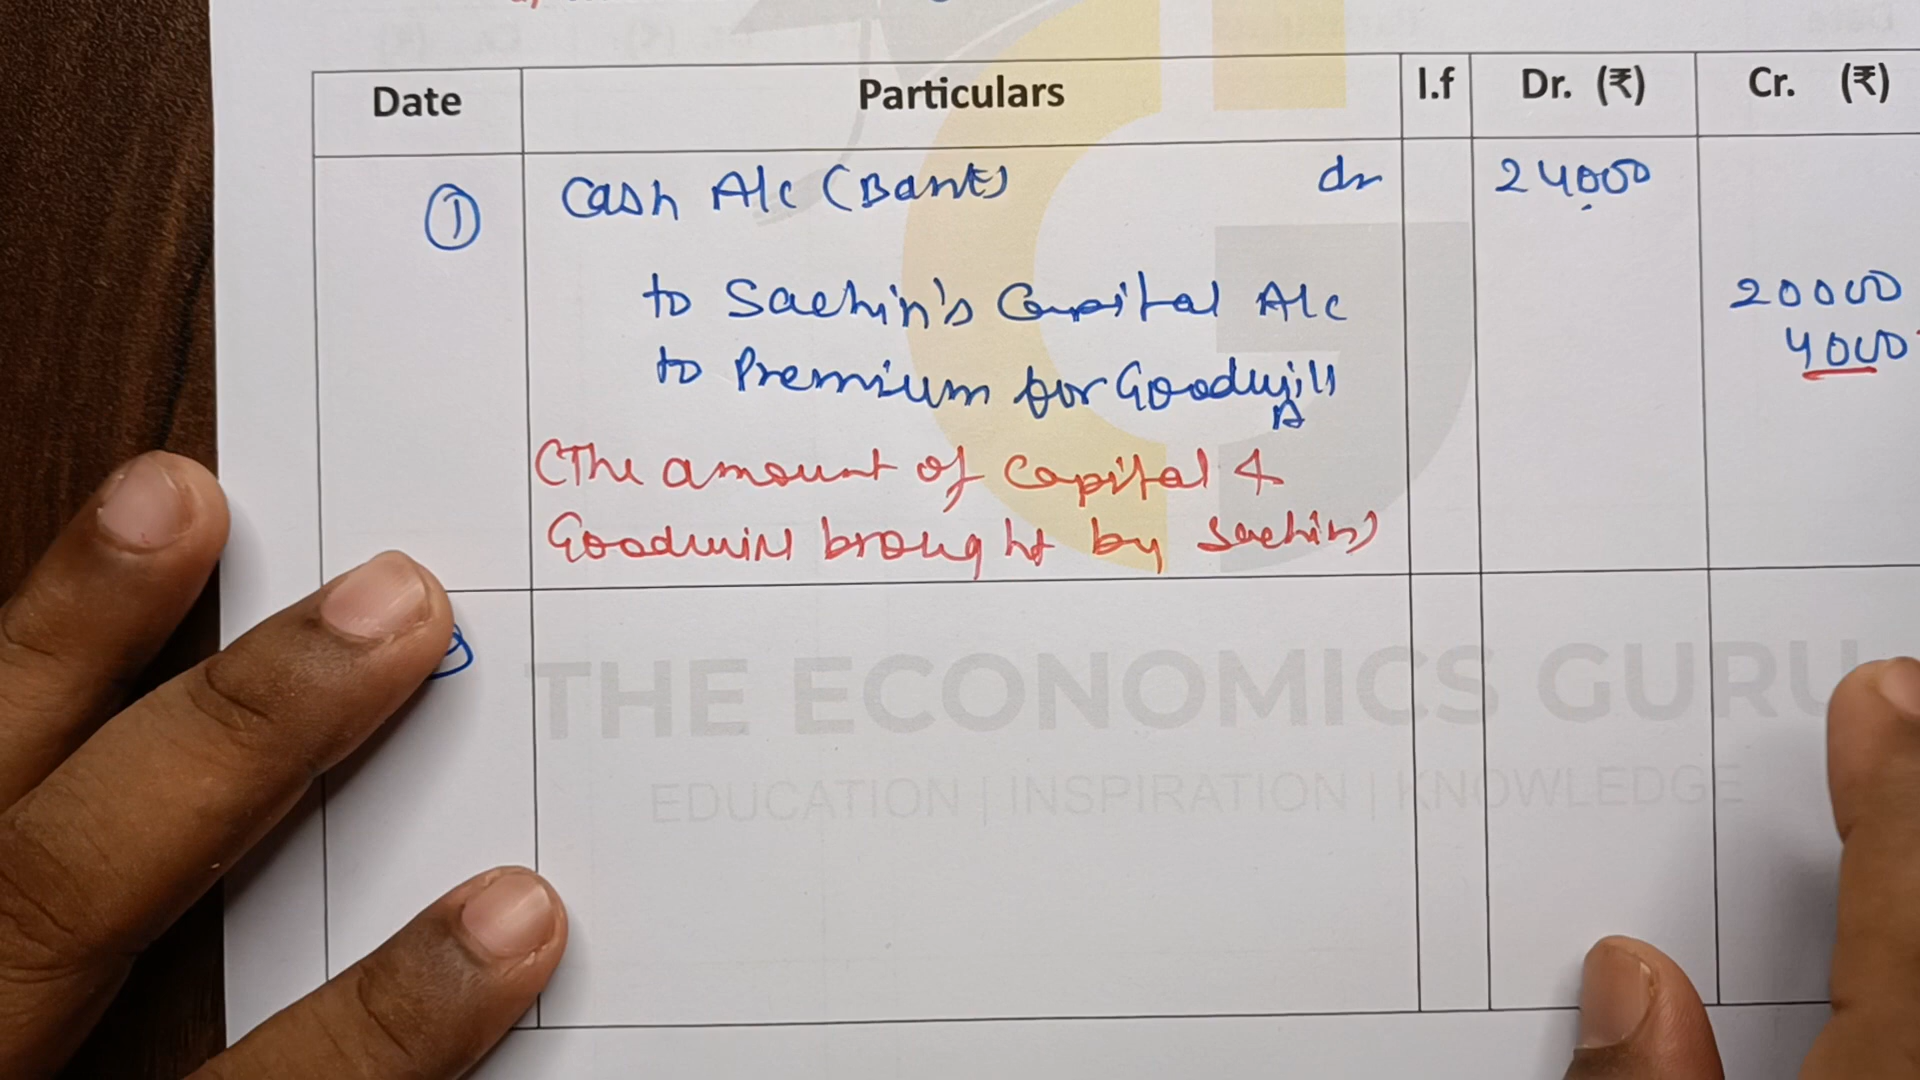 Date Particulars l.f Dr. (₹) Cr. (₹)
① Cash A/c (Bank) dr 24000
to Sachin's Capital A/c 20000
to Premium for Goodwill A 4000
(The amount of Capital &
Goodwill brought by Sachin)
THE ECONOMICS GURU
EDUCATION | INSPIRATION | KNOWLEDGE